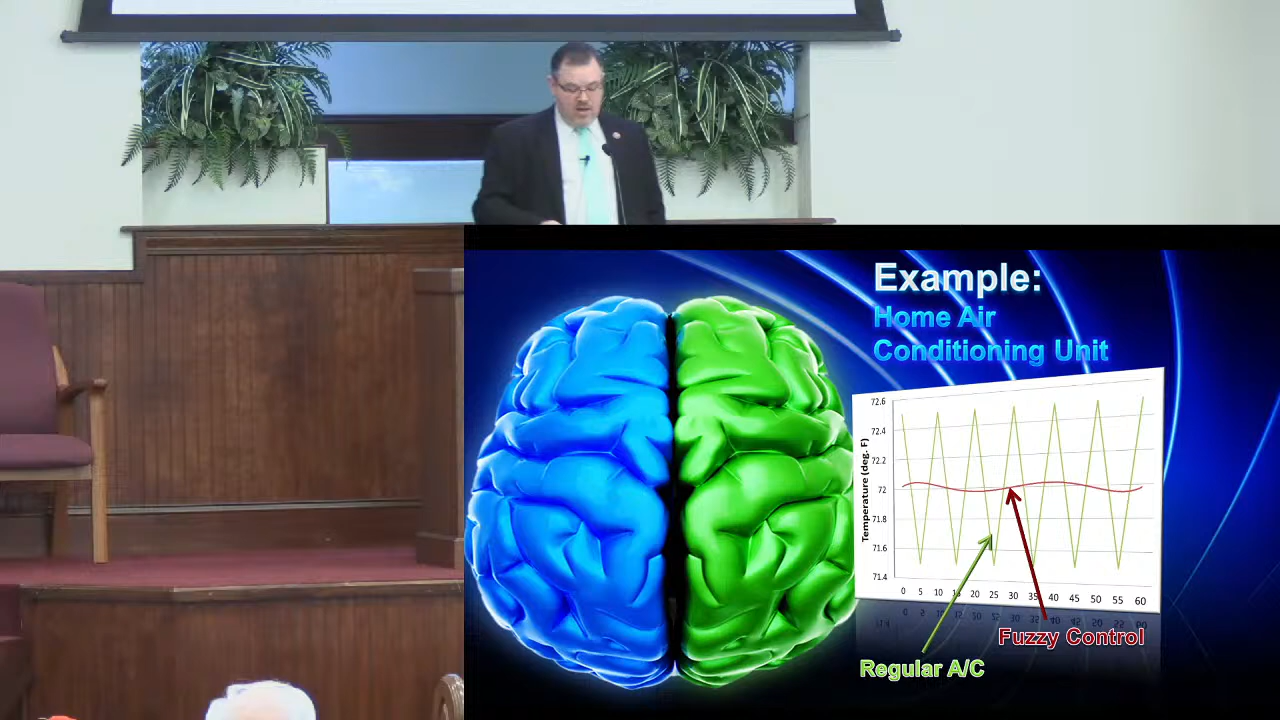 Example:
Home Air
Conditioning Unit
72.6
72.4
72.2
72
71.8
71.6
71.4
Temperature (deg. F)
0 5 10 15 20 25 30 35 40 45 50 55 60
Fuzzy Control
Regular A/C